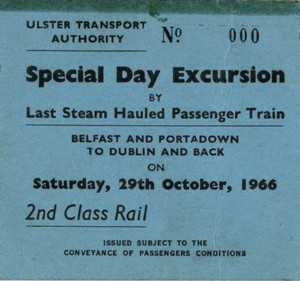 ULSTER TRANSPORT
AUTHORITY
No. 000
Special Day Excursion
BY
Last Steam Hauled Passenger Train
BELFAST AND PORTADOWN
TO DUBLIN AND BACK
ON
Saturday, 29th October, 1966
2nd Class Rail
ISSUED SUBJECT TO THE
CONVEYANCE OF PASSENGERS CONDITIONS